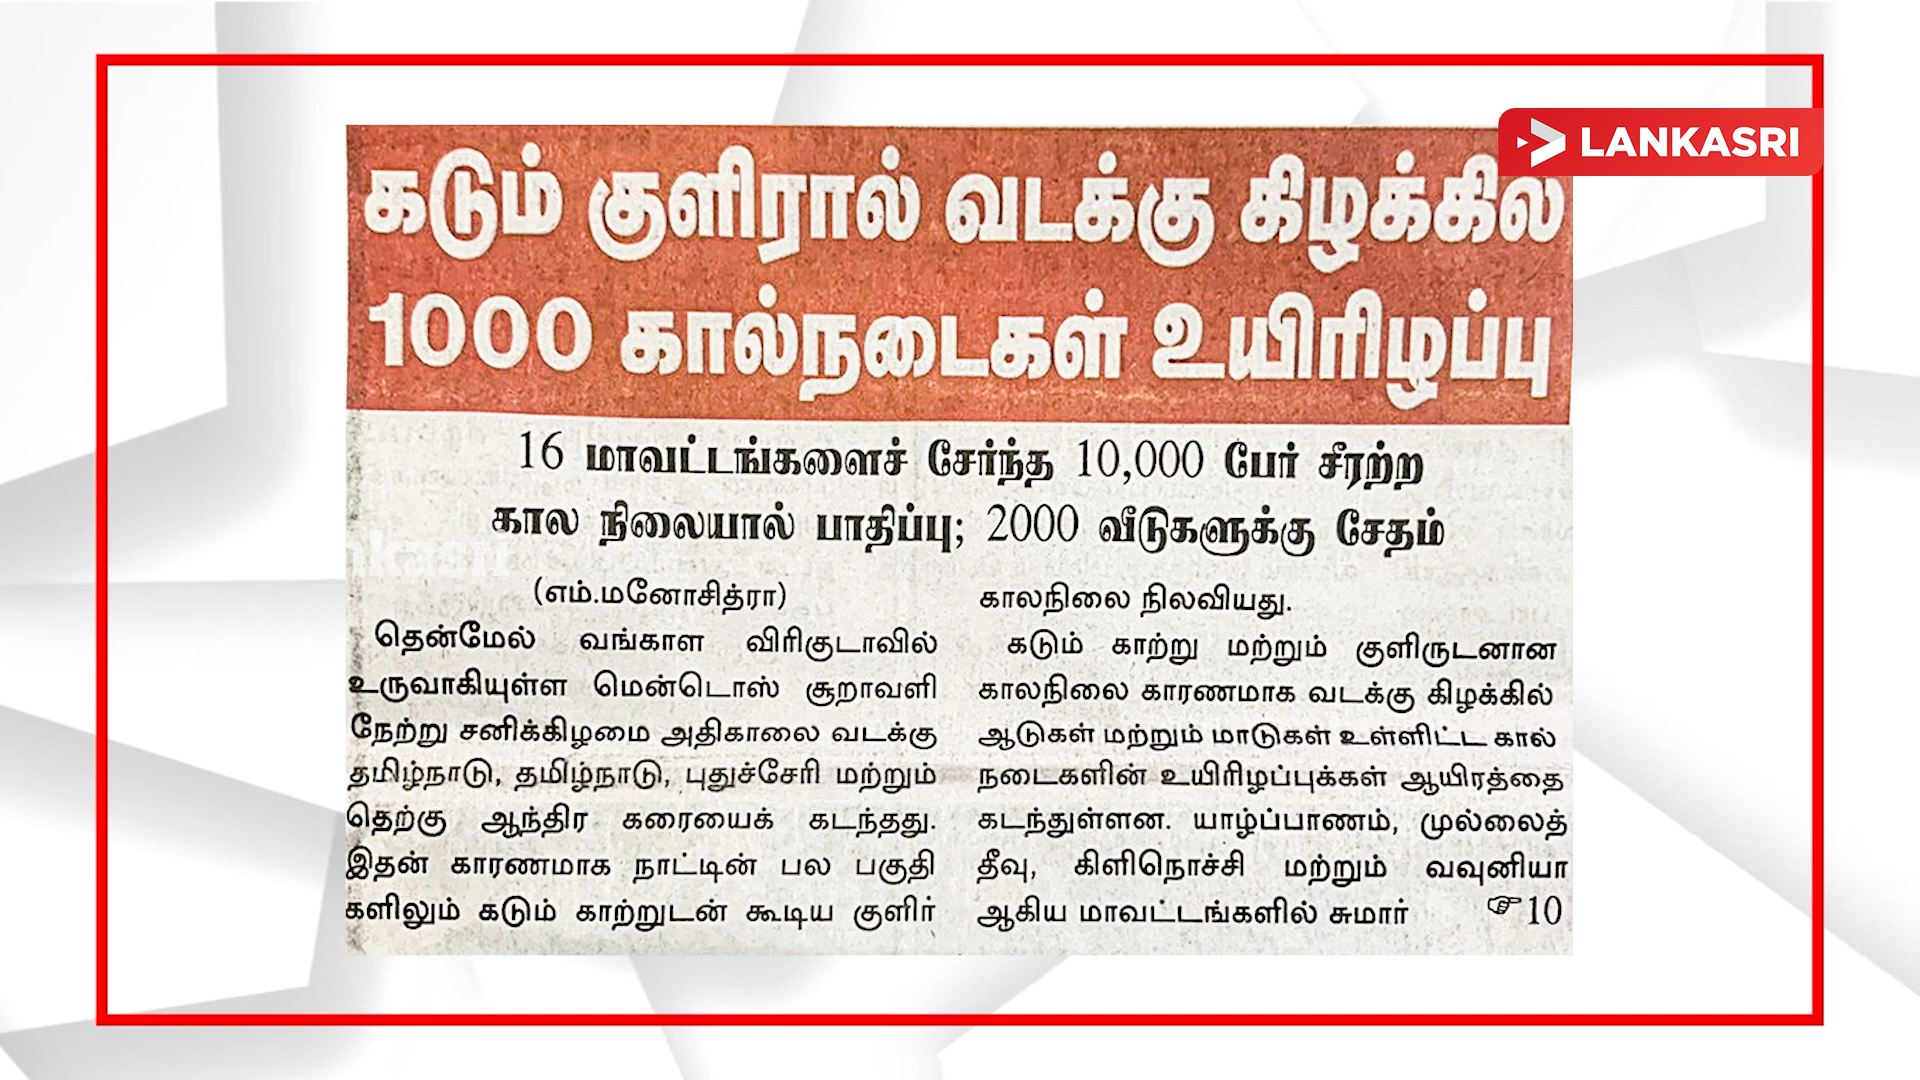 LANKASRI
கடும் குளிரால் வடக்கு கிழக்கில்
1000 கால்நடைகள் உயிரிழப்பு
16 மாவட்டங்களைச் சேர்ந்த 10,000 பேர் சீரற்ற
கால நிலையால் பாதிப்பு; 2000 வீடுகளுக்கு சேதம்
(எம்.மனோசித்ரா)
தென்மேல் வங்காள விரிகுடாவில்
உருவாகியுள்ள மென்டொஸ் சூறாவளி
நேற்று சனிக்கிழமை அதிகாலை வடக்கு
தமிழ்நாடு, தமிழ்நாடு, புதுச்சேரி மற்றும்
தெற்கு ஆந்திர கரையைக் கடந்தது.
இதன் காரணமாக நாட்டின் பல பகுதி
களிலும் கடும் காற்றுடன் கூடிய குளிர்
காலநிலை நிலவியது.
கடும் காற்று மற்றும் குளிருடனான
காலநிலை காரணமாக வடக்கு கிழக்கில்
ஆடுகள் மற்றும் மாடுகள் உள்ளிட்ட கால்
நடைகளின் உயிரிழப்புக்கள் ஆயிரத்தை
கடந்துள்ளன. யாழ்ப்பாணம், முல்லைத்
தீவு, கிளிநொச்சி மற்றும் வவுனியா
ஆகிய மாவட்டங்களில் சுமார் ☞10